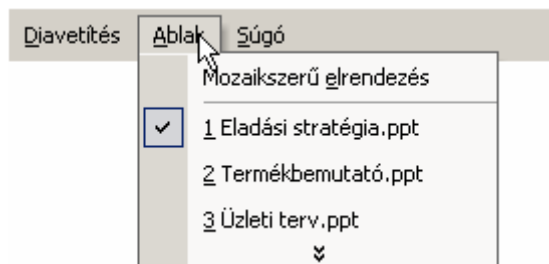 Diavetítés Ablak Súgó
Mozaikszerű elrendezés
1 Eladási stratégia.ppt
2 Termékbemutató.ppt
3 Üzleti terv.ppt